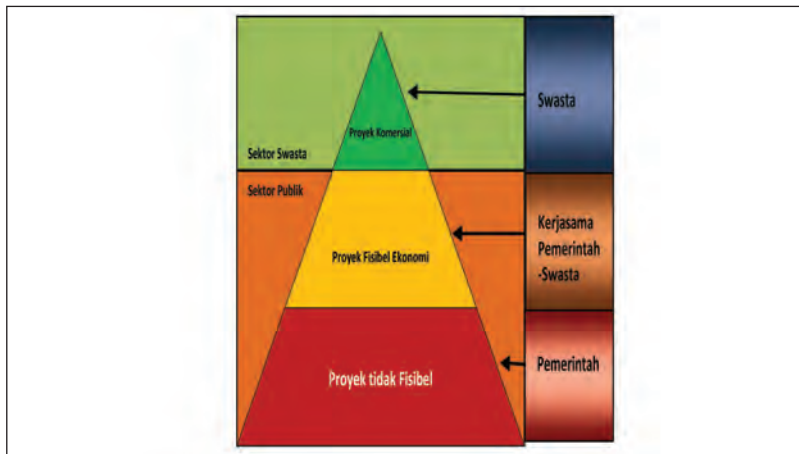 Swasta
Proyek Komersial
Sektor Swasta
Sektor Publik
Kerjasama
Pemerintah
-Swasta
Proyek Fisibel Ekonomi
Pemerintah
Proyek tidak Fisibel